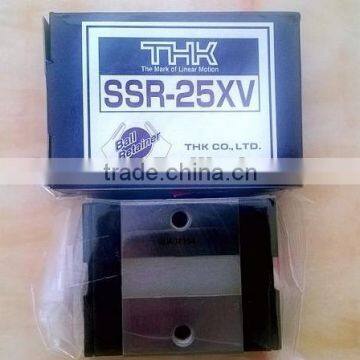 THK
The Mark of Linear Motion
SSR-25XV
Ball
Retainer
THK CO., LTD.
trade.china.cn